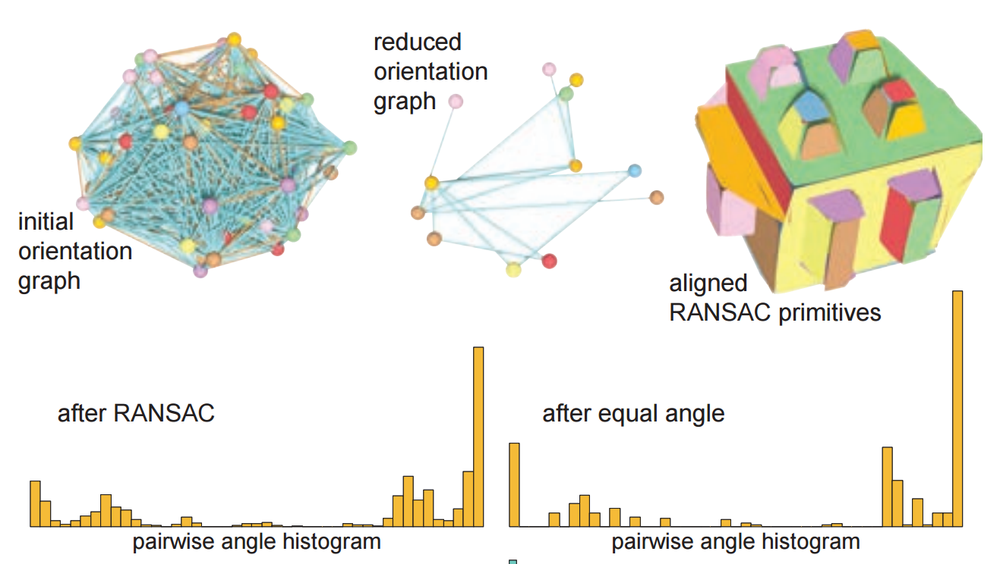 reduced
orientation
graph
initial
orientation
graph
aligned
RANSAC primitives
after RANSAC
after equal angle
pairwise angle histogram
pairwise angle histogram